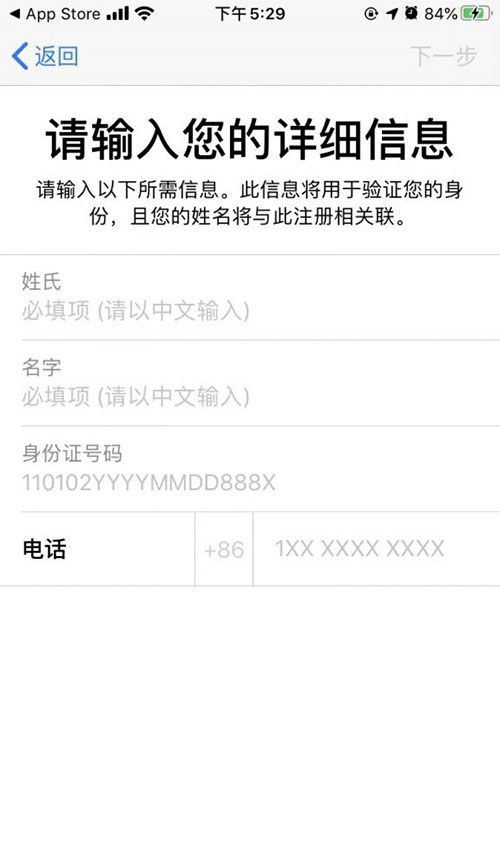 App Store 下午5:29 84%
返回 下一步
请输入您的详细信息
请输入以下所需信息。此信息将用于验证您的身
份，且您的姓名将与此注册相关联。
姓氏
必填项 (请以中文输入)
名字
必填项 (请以中文输入)
身份证号码
110102YYYYMMDD888X
电话 +86 1XX XXXX XXXX